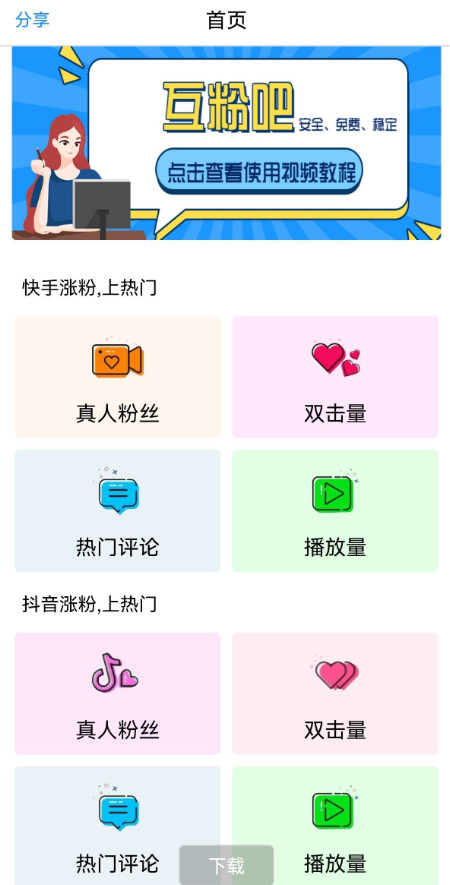 分享
首页
互粉吧
安全、免费、稳定
点击查看使用视频教程
快手涨粉,上热门
真人粉丝
双击量
热门评论
播放量
抖音涨粉,上热门
真人粉丝
双击量
热门评论
播放量
下载